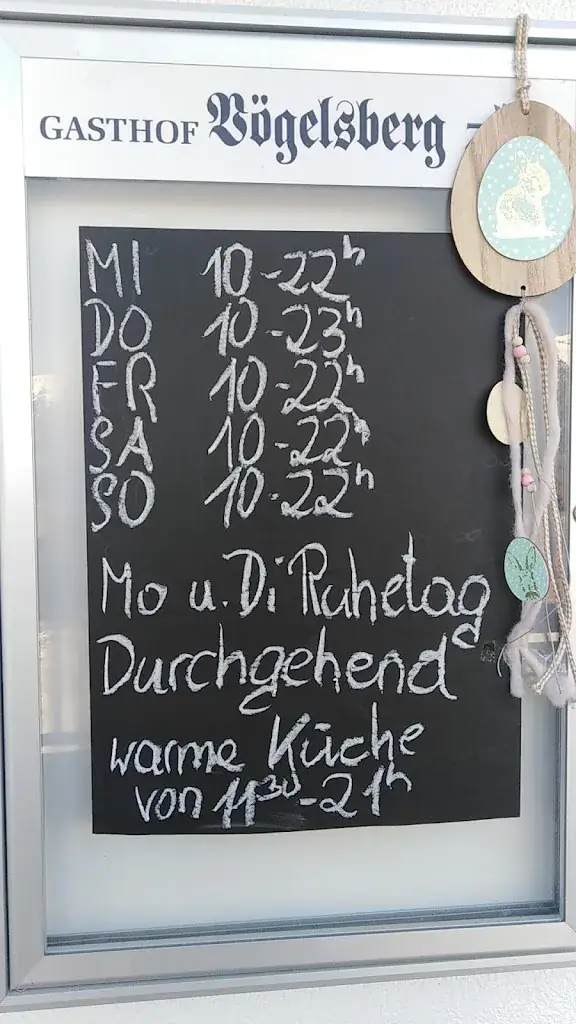 GASTHOF Vögelsberg
MI 10-22h
DO 10-23h
FR 10-22h
SA 10-22h
SO 10-22h
Mo u. Di Ruhetag
Durchgehend
warme Küche
von 11³⁰-21h